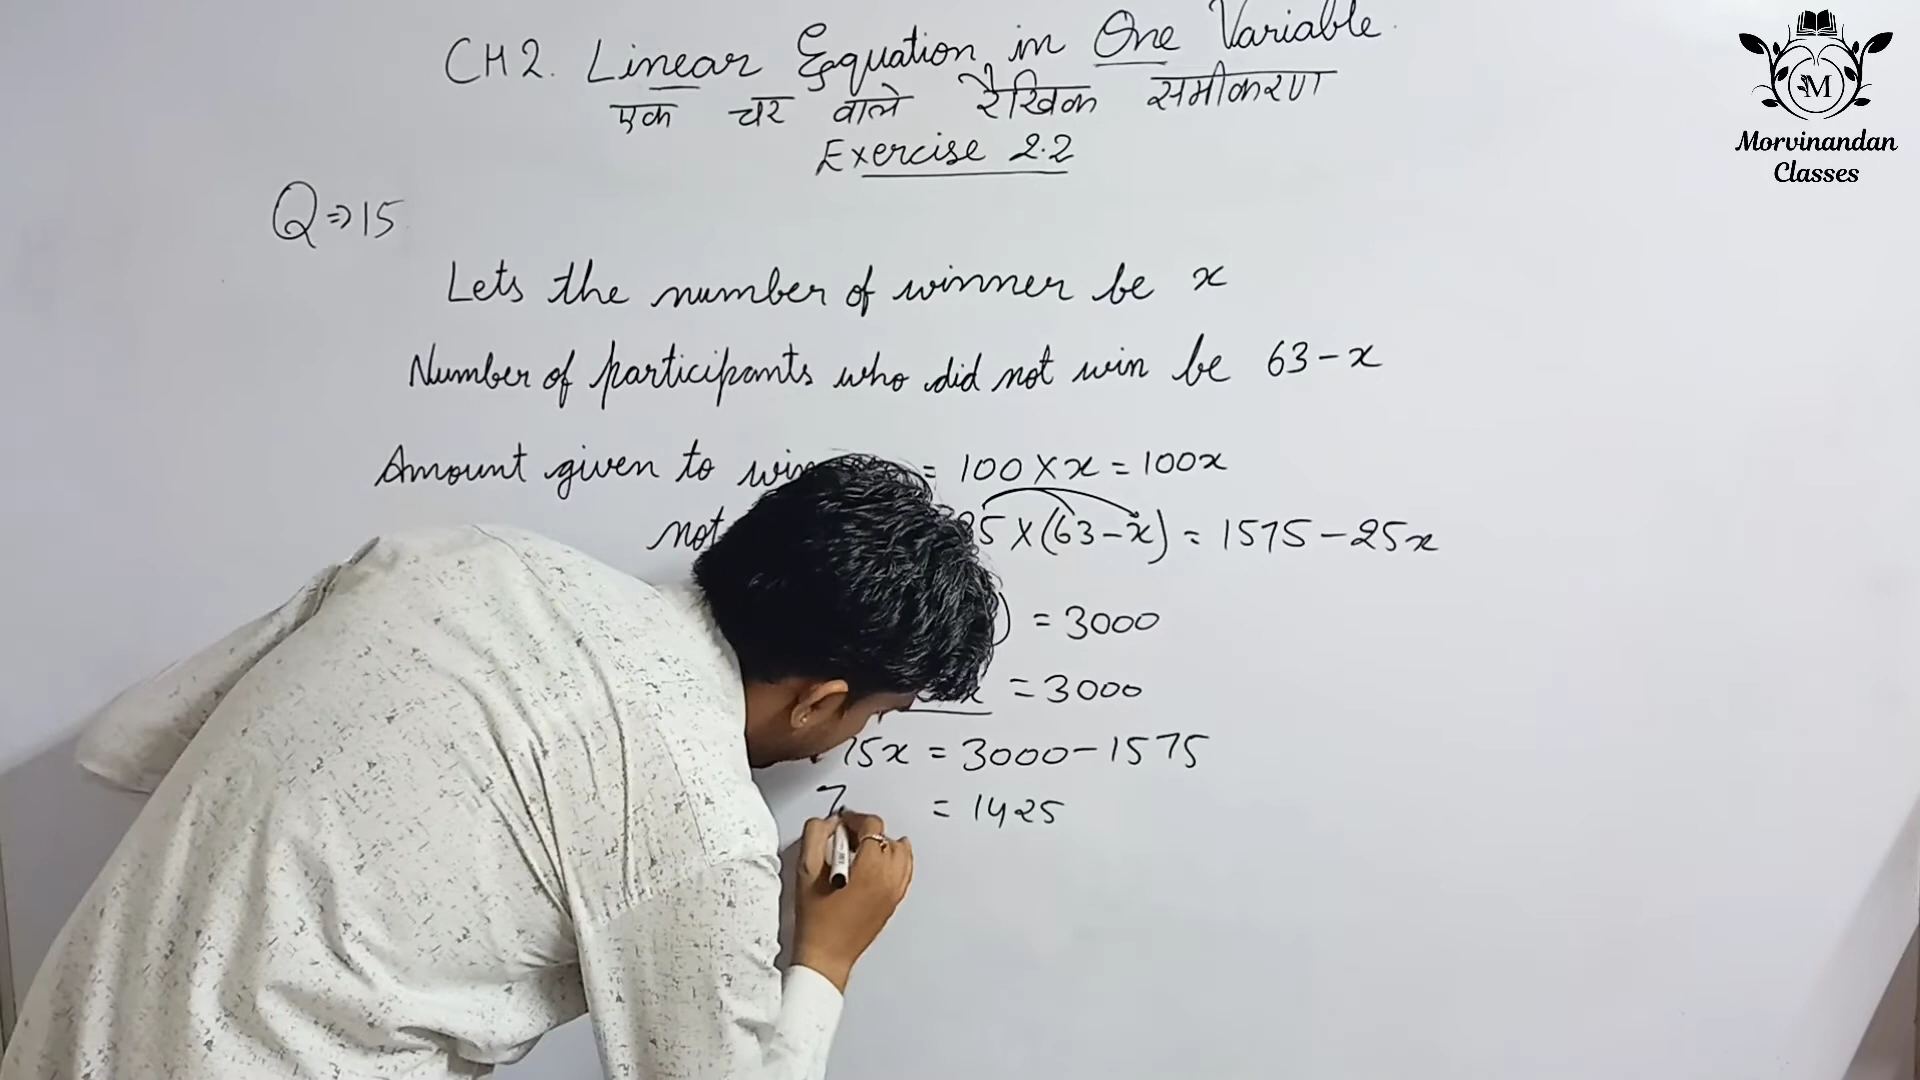 CH2. Linear Equation in One Variable.
एक चर वाले रैखिक समीकरण
Exercise 2.2
Q⇒15
Lets the number of winner be x
Number of participants who did not win be 63-x
Amount given to = 100×x = 100x
not 5×(63-x) = 1575-25x
) = 3000
x = 3000
75x = 3000-1575
7 = 1425
M
Morvinandan
Classes